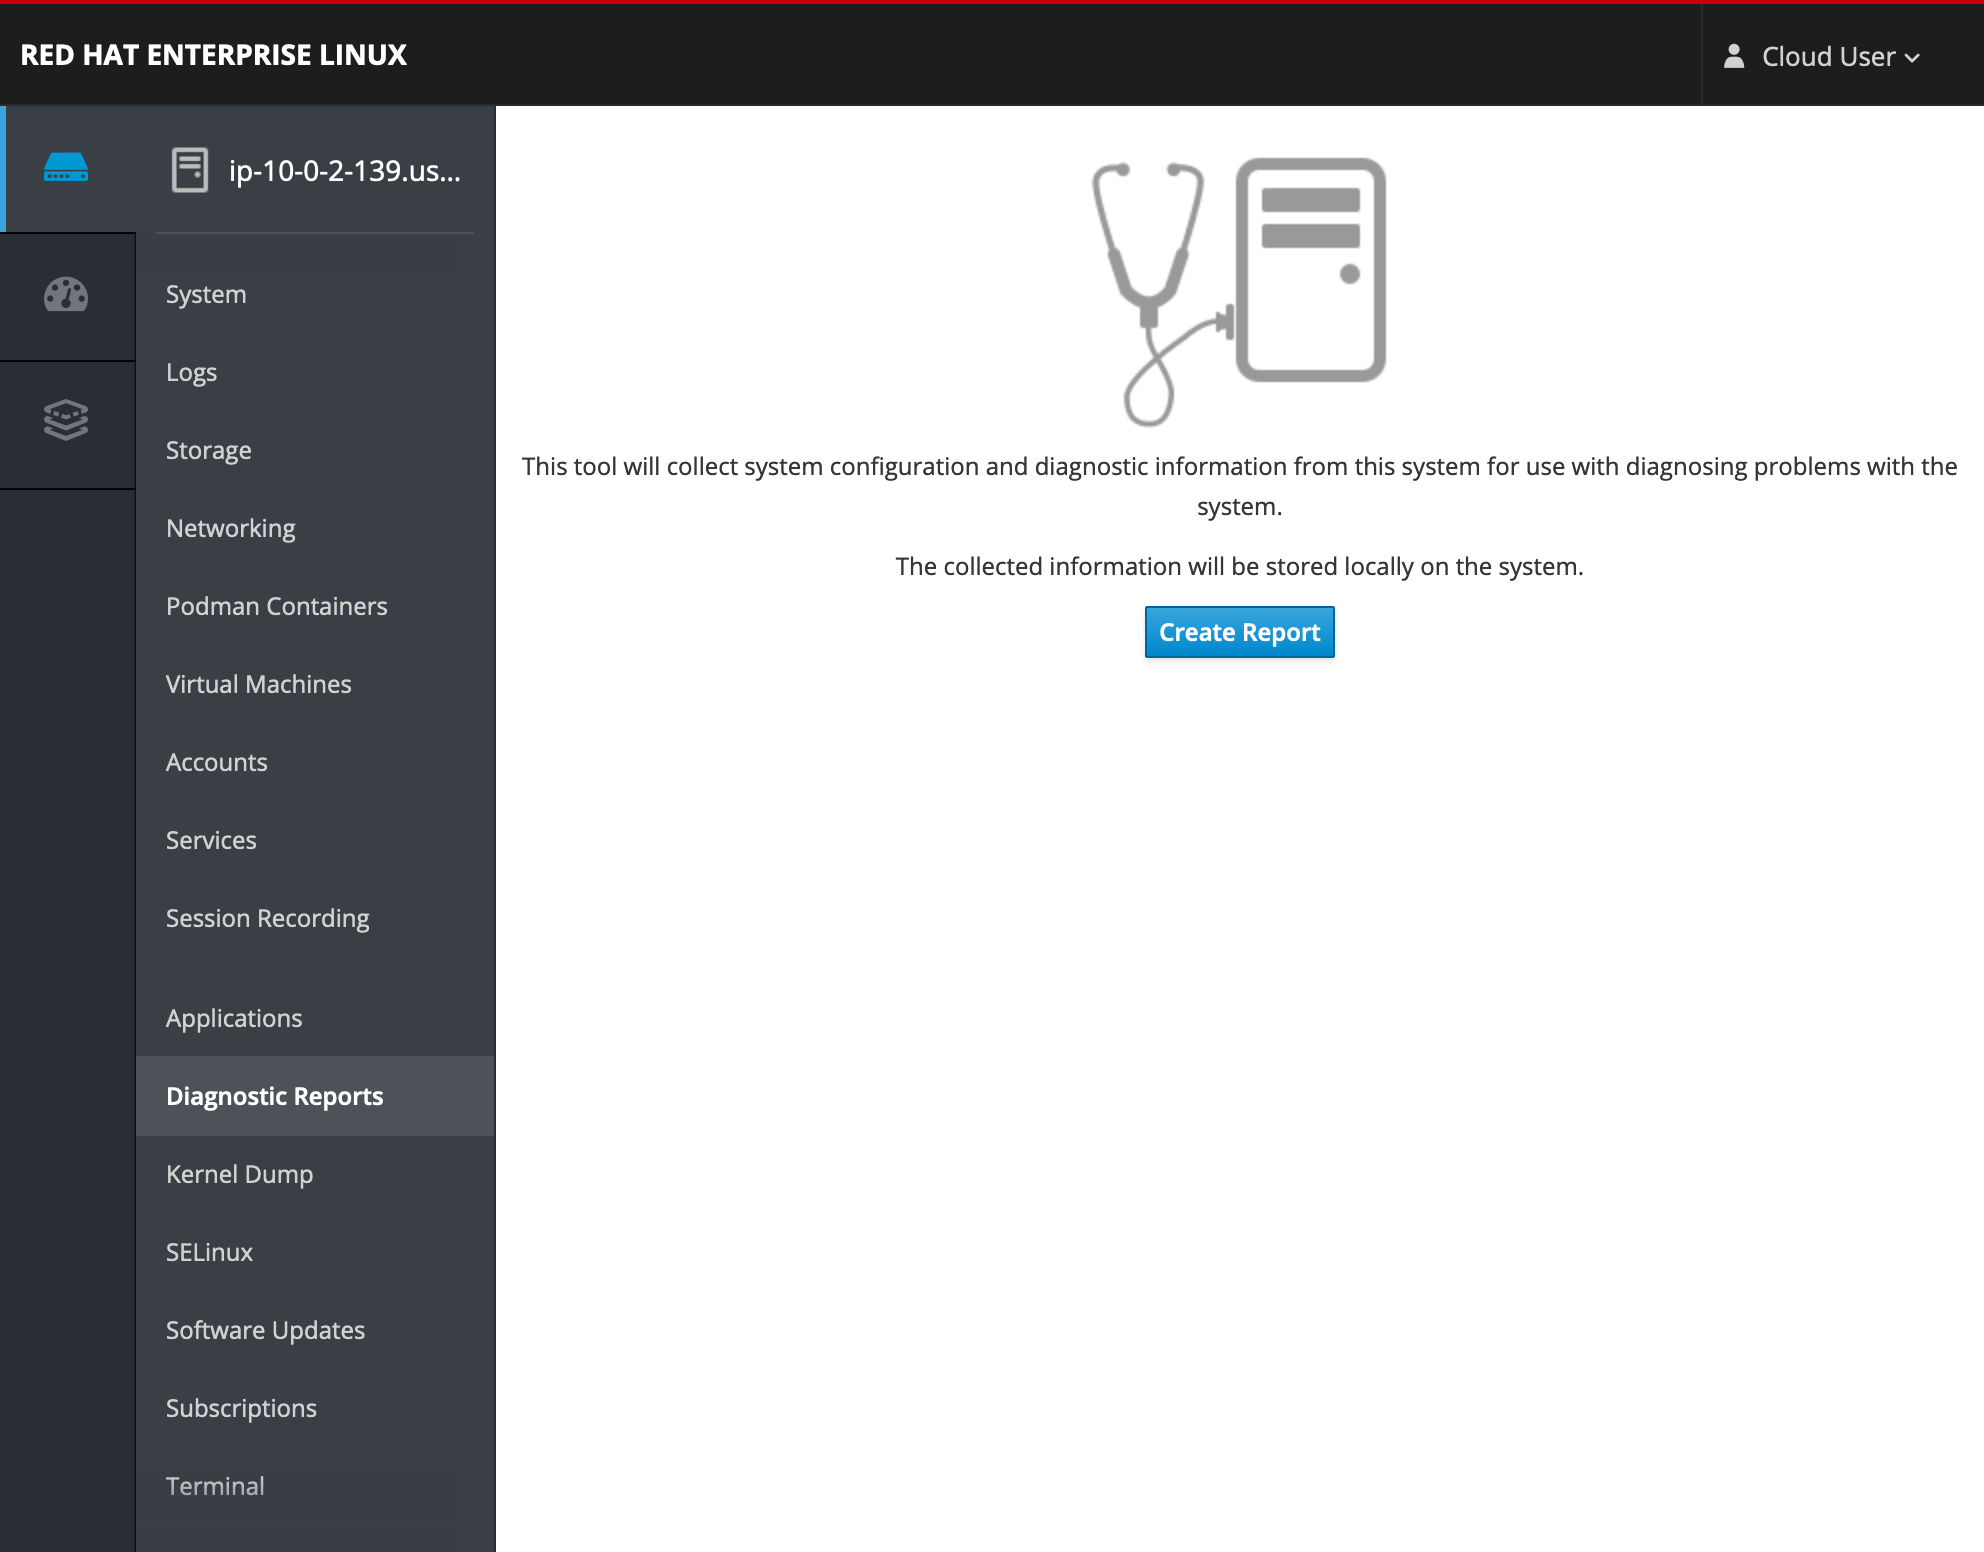 RED HAT ENTERPRISE LINUX
Cloud User
ip-10-0-2-139.us...
System
Logs
Storage
Networking
Podman Containers
Virtual Machines
Accounts
Services
Session Recording
Applications
Diagnostic Reports
Kernel Dump
SELinux
Software Updates
Subscriptions
Terminal
This tool will collect system configuration and diagnostic information from this system for use with diagnosing problems with the
system.
The collected information will be stored locally on the system.
Create Report